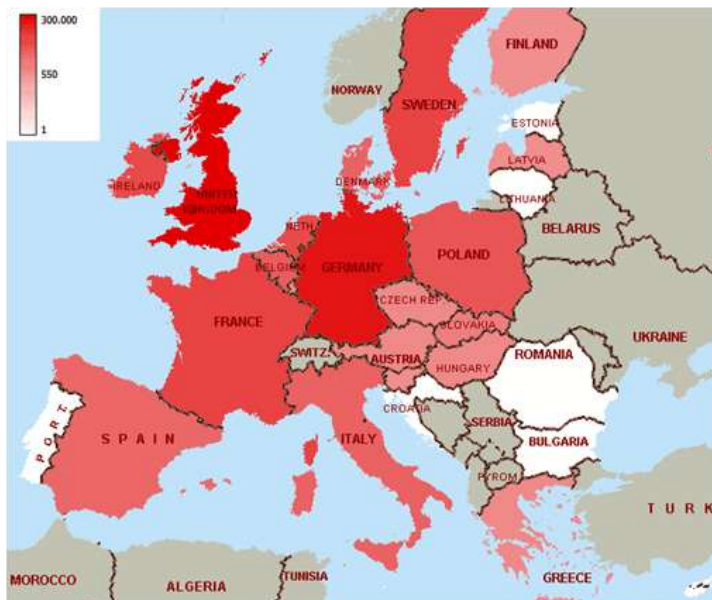 300.000
550
1
FINLAND
NORWAY
SWEDEN
ESTONIA
LATVIA
LITHUANIA
DENMARK
IRELAND
UNITED
KINGDOM
NETH.
BELGIUM
GERMANY
POLAND
BELARUS
CZECH REP.
SLOVAKIA
UKRAINE
FRANCE
SWITZ.
AUSTRIA
HUNGARY
ROMANIA
CROATIA
SERBIA
BULGARIA
ITALY
PORT.
SPAIN
FYROM
GREECE
TURK
MOROCCO
ALGERIA
TUNISIA